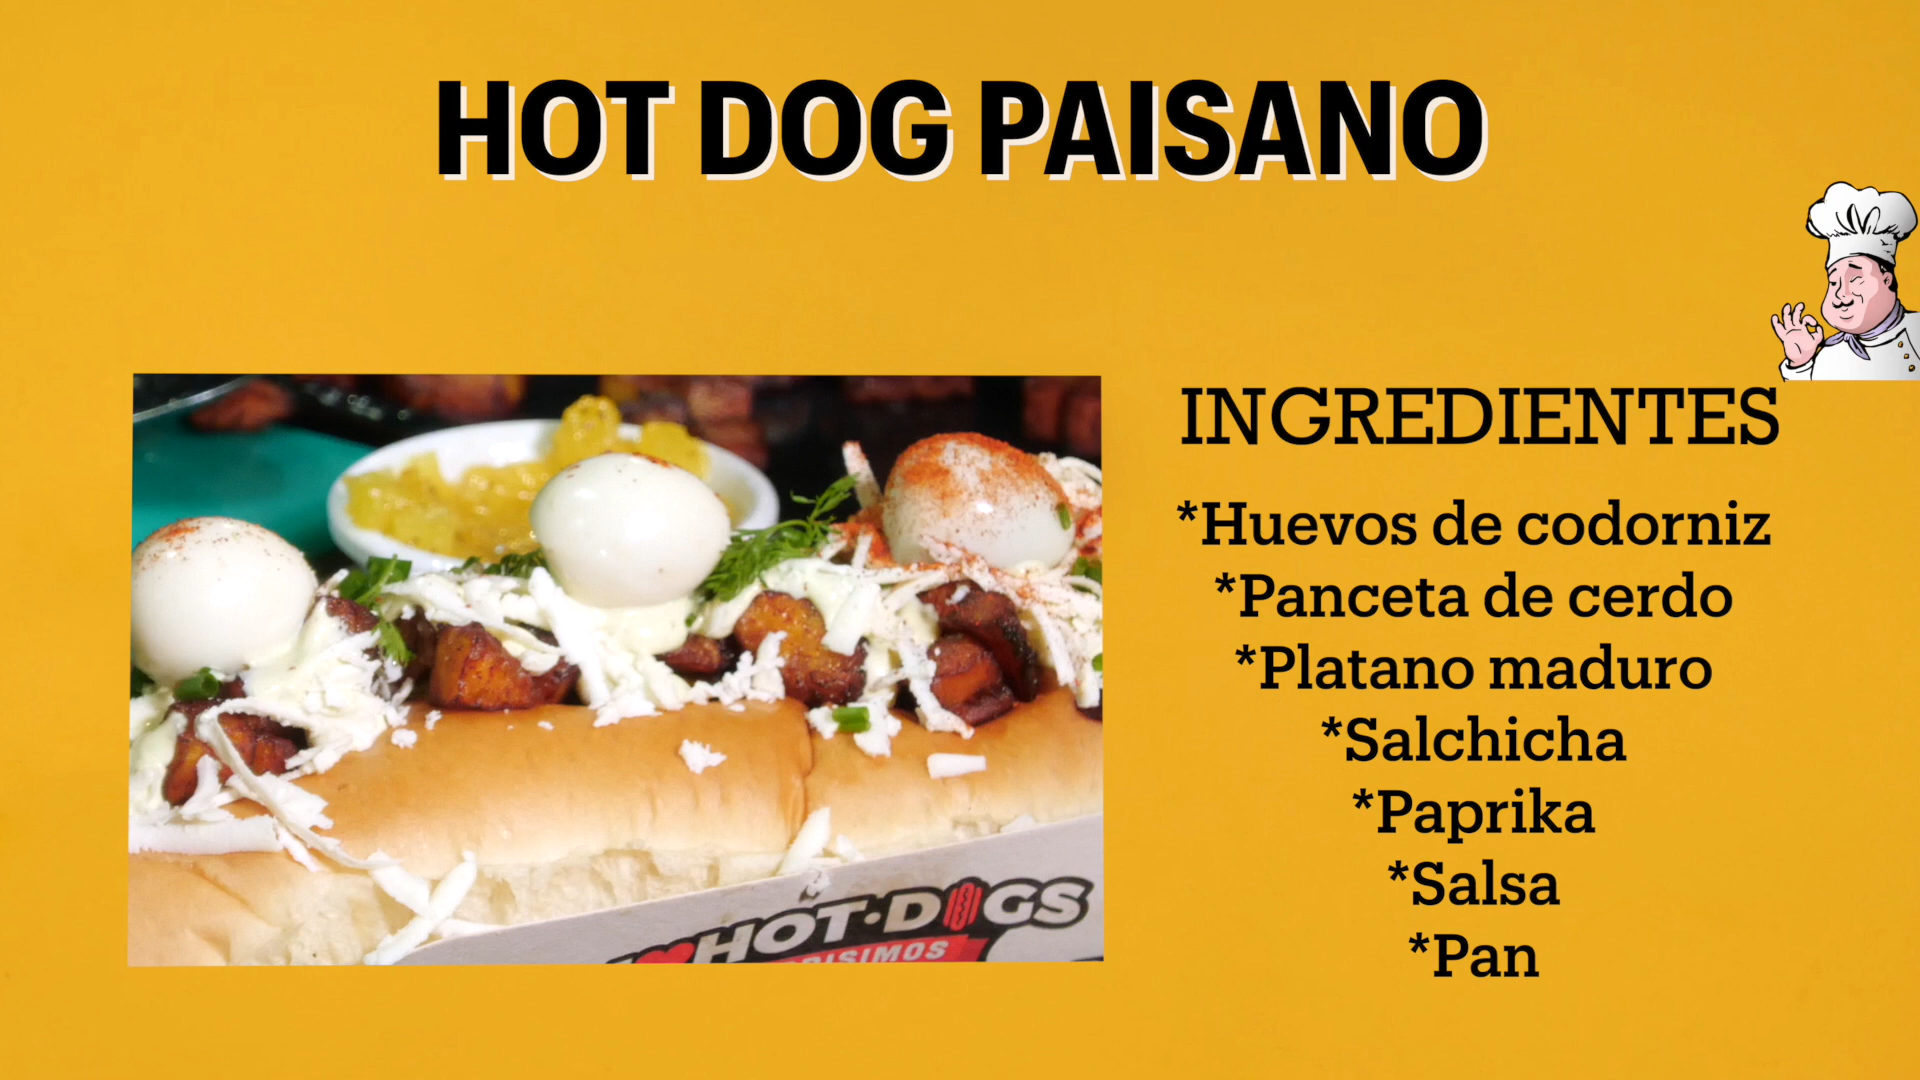 HOT DOG PAISANO
INGREDIENTES
*Huevos de codorniz
*Panceta de cerdo
*Platano maduro
*Salchicha
*Paprika
*Salsa
*Pan
HOT·DOGS